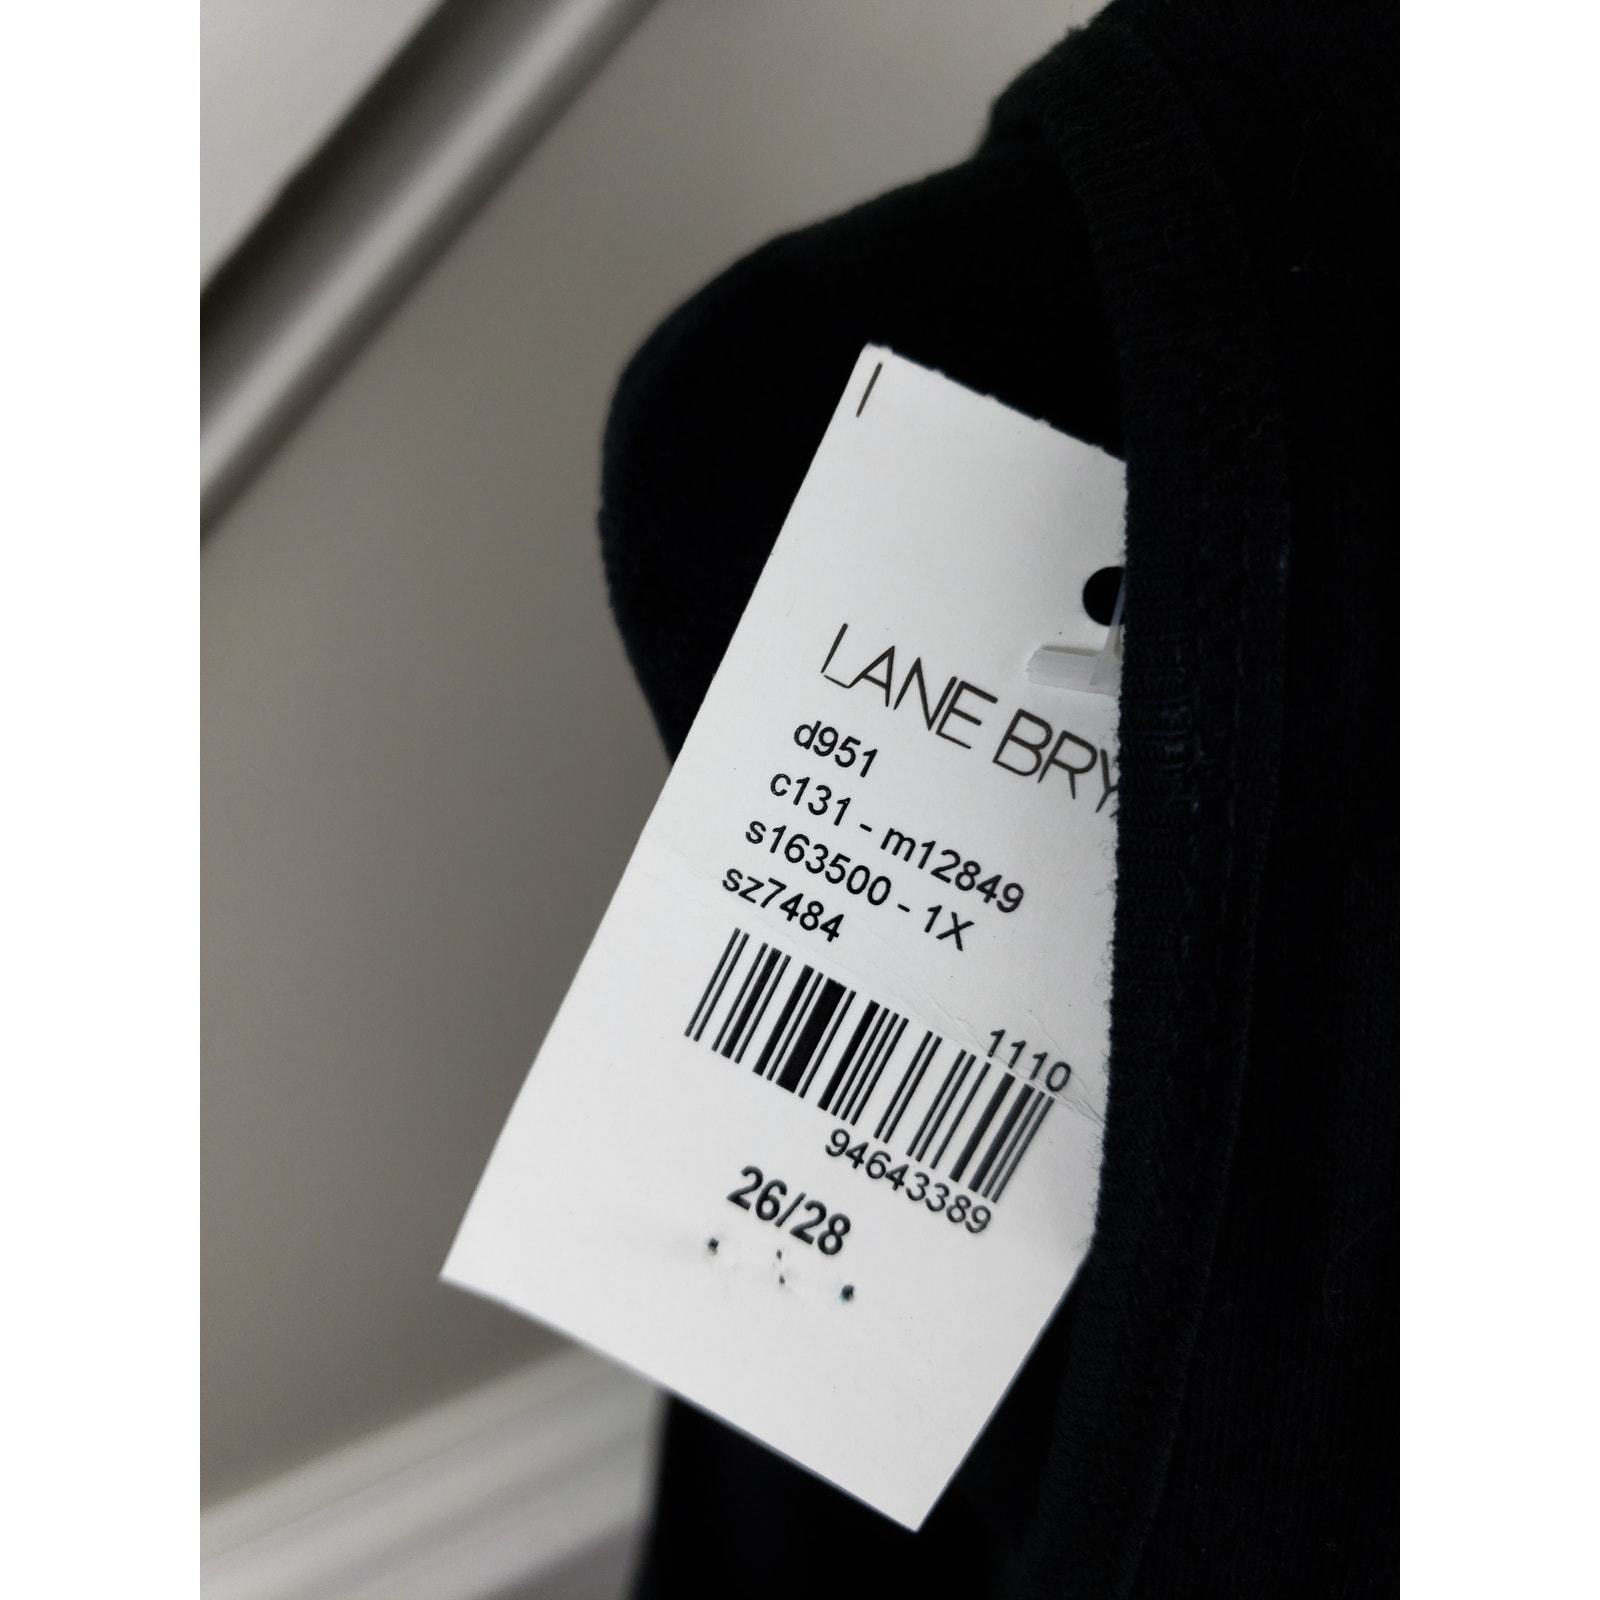 LANE BRY
d951
c131 - m12849
s163500 - 1X
sz7484
1110
94643389
26/28